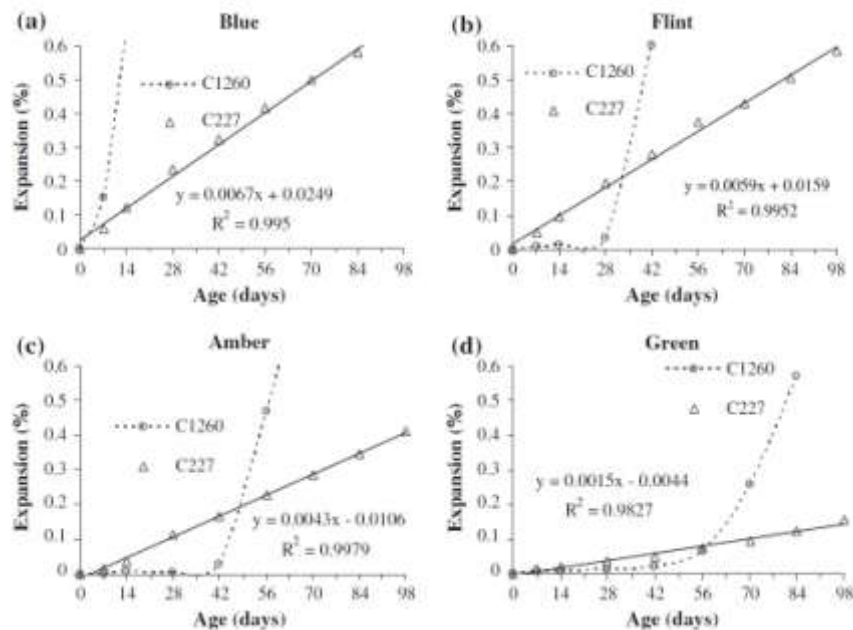 (a) Blue
0.6
0.5
0.4
0.3
0.2
0.1
0
Expansion (%)
C1260
C227
y = 0.0067x + 0.0249
R² = 0.995
0 14 28 42 56 70 84 98
Age (days)
(b) Flint
0.6
0.5
0.4
0.3
0.2
0.1
0
Expansion (%)
C1260
C227
y = 0.0059x + 0.0159
R² = 0.9952
0 14 28 42 56 70 84 98
Age (days)
(c) Amber
0.6
0.5
0.4
0.3
0.2
0.1
0
Expansion (%)
C1260
C227
y = 0.0043x - 0.0106
R² = 0.9979
0 14 28 42 56 70 84 98
Age (days)
(d) Green
0.6
0.5
0.4
0.3
0.2
0.1
0
Expansion (%)
C1260
C227
y = 0.0015x - 0.0044
R² = 0.9827
0 14 28 42 56 70 84 98
Age (days)